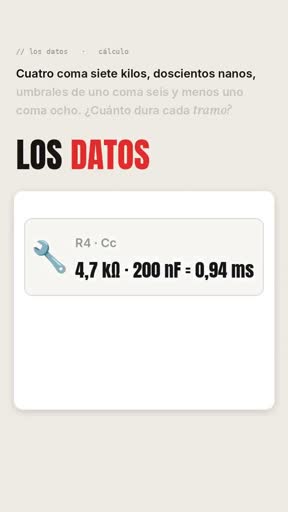 // los datos · cálculo
Cuatro coma siete kilos, doscientos nanos,
umbrales de uno coma seis y menos uno
coma ocho. ¿Cuánto dura cada tramo?
LOS DATOS
R4 · Cc
4,7 kΩ · 200 nF = 0,94 ms